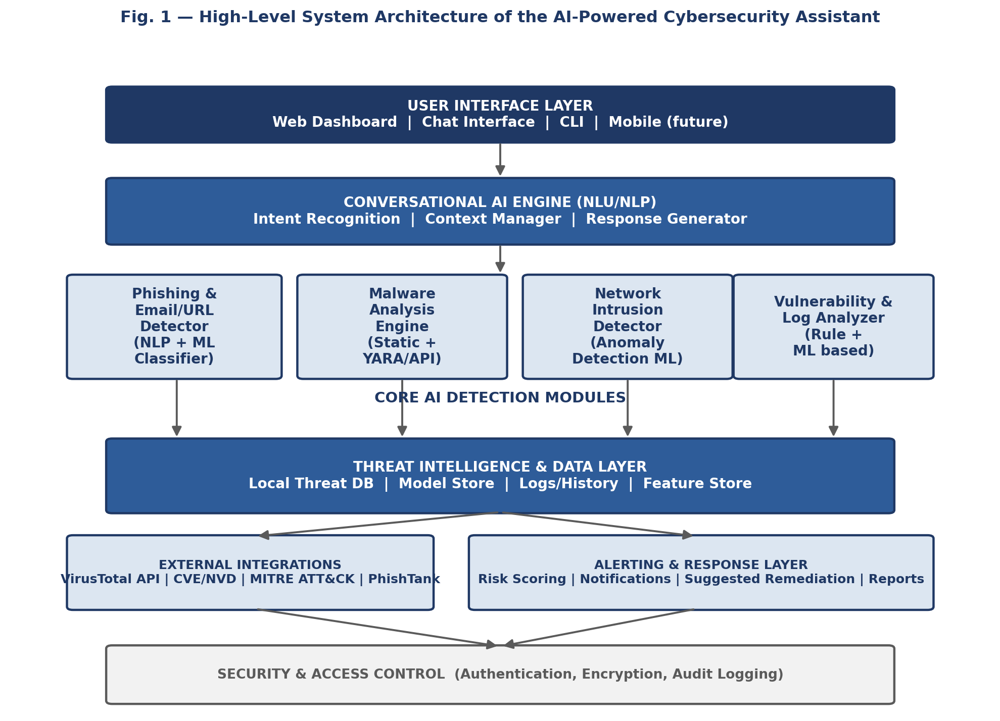 Fig. 1 — High-Level System Architecture of the AI-Powered Cybersecurity Assistant
USER INTERFACE LAYER
Web Dashboard | Chat Interface | CLI | Mobile (future)
CONVERSATIONAL AI ENGINE (NLU/NLP)
Intent Recognition | Context Manager | Response Generator
Phishing &
Email/URL
Detector
(NLP + ML
Classifier)
Malware
Analysis
Engine
(Static +
YARA/API)
Network
Intrusion
Detector
(Anomaly
Detection ML)
Vulnerability &
Log Analyzer
(Rule +
ML based)
CORE AI DETECTION MODULES
THREAT INTELLIGENCE & DATA LAYER
Local Threat DB | Model Store | Logs/History | Feature Store
EXTERNAL INTEGRATIONS
VirusTotal API | CVE/NVD | MITRE ATT&CK | PhishTank
ALERTING & RESPONSE LAYER
Risk Scoring | Notifications | Suggested Remediation | Reports
SECURITY & ACCESS CONTROL (Authentication, Encryption, Audit Logging)